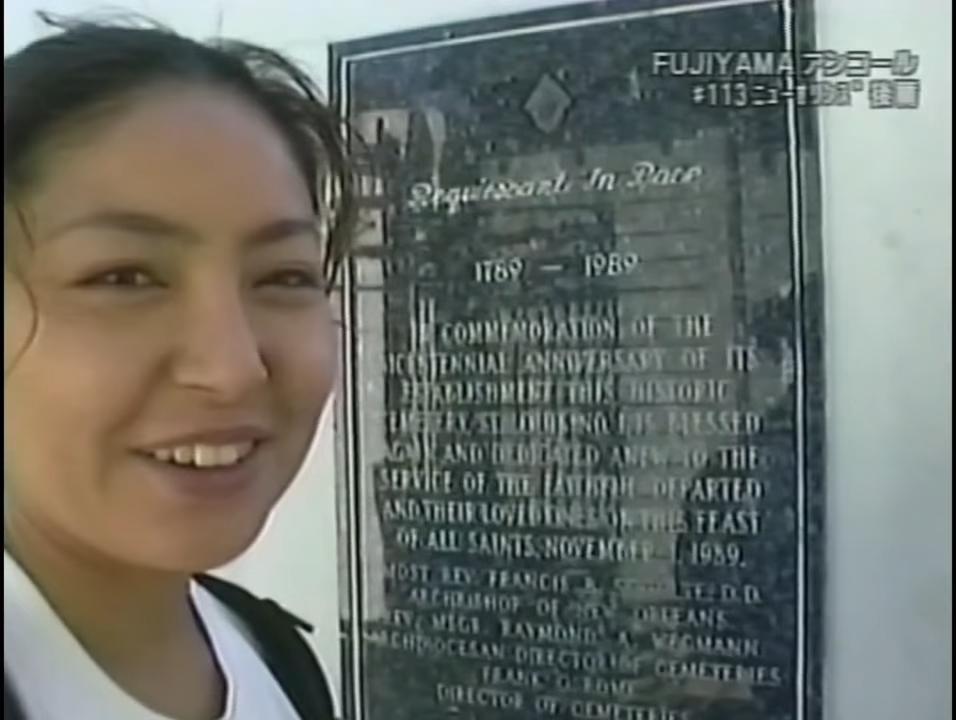 FUJIYAMA アンコール
#113 ニューオリンズ 後画
Requiescant In Pace
1789 — 1989
IN COMMEMORATION OF THE
BICENTENNIAL ANNIVERSARY OF ITS
ESTABLISHMENT THIS HISTORIC
CEMETERY, ST. LOUIS NO. 1 IS BLESSED
AGAIN AND DEDICATED ANEW TO THE
SERVICE OF THE FAITHFUL DEPARTED
AND THEIR LOVED ONES ON THIS FEAST
OF ALL SAINTS, NOVEMBER 1, 1989.
MOST REV. FRANCIS B. D.D.
ARCHBISHOP OF NEW ORLEANS
REV. MSGR. RAYMOND A. WEGMANN
ARCHDIOCESAN DIRECTOR OF CEMETERIES
FRANK G.
DIRECTOR OF CEMETERIES